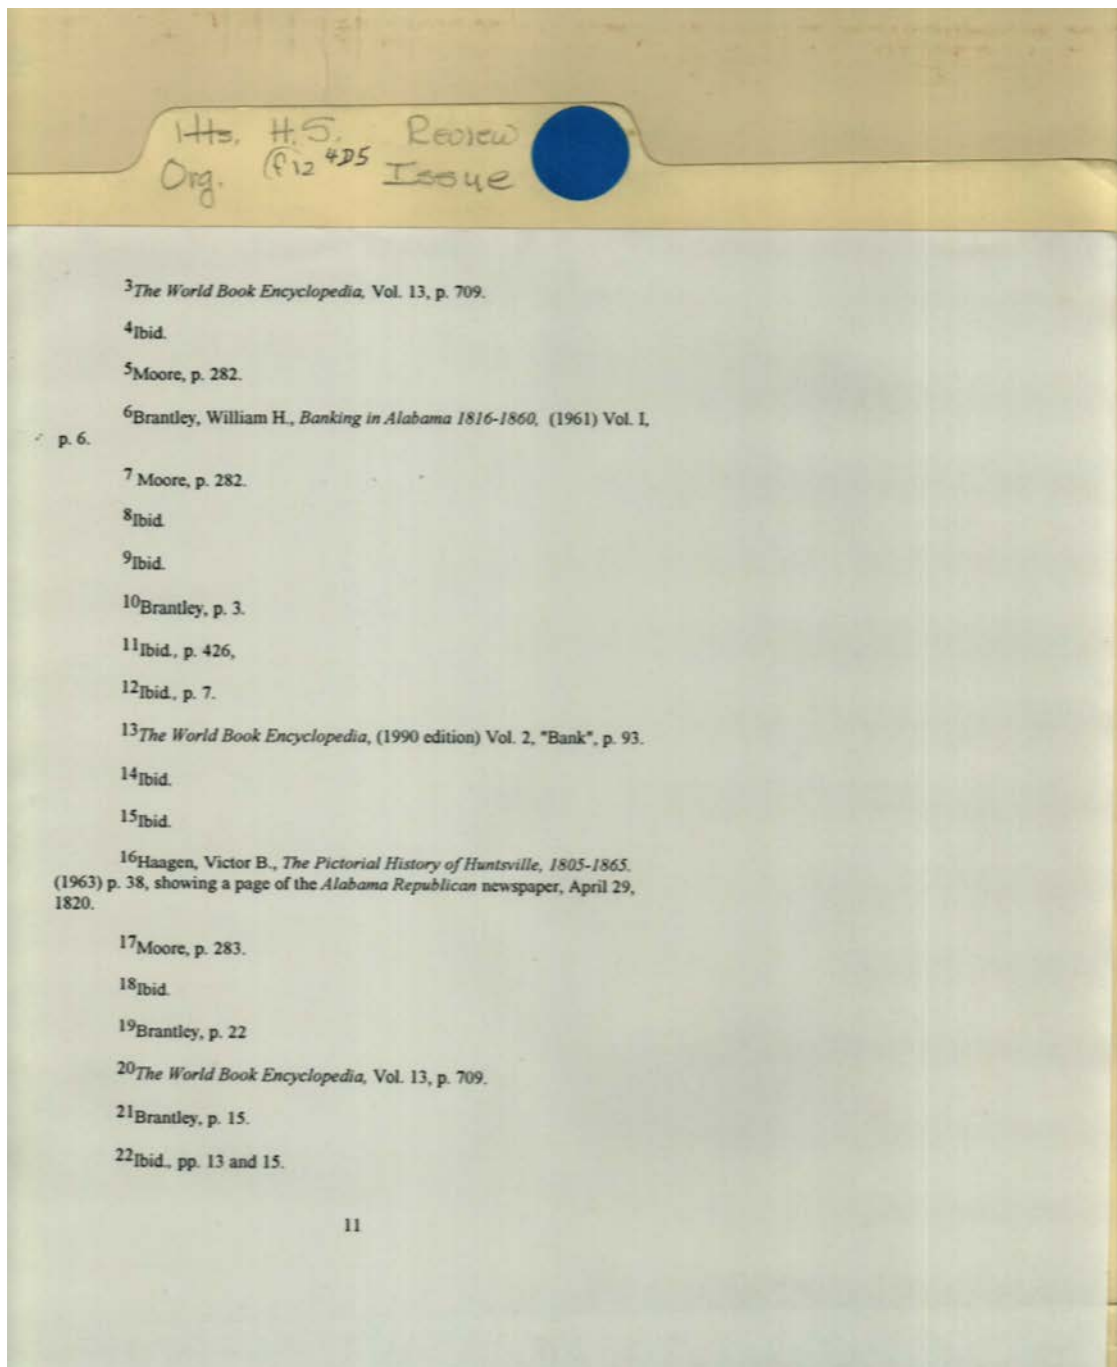 Hts. H.S. Review
Org. f12 4D5 Issue
3The World Book Encyclopedia, Vol. 13, p. 709.
4Ibid.
5Moore, p. 282.
6Brantley, William H., Banking in Alabama 1816-1860, (1961) Vol. I,
p. 6.
7 Moore, p. 282.
8Ibid.
9Ibid.
10Brantley, p. 3.
11Ibid., p. 426,
12Ibid., p. 7.
13The World Book Encyclopedia, (1990 edition) Vol. 2, "Bank", p. 93.
14Ibid.
15Ibid.
16Haagen, Victor B., The Pictorial History of Huntsville, 1805-1865.
(1963) p. 38, showing a page of the Alabama Republican newspaper, April 29,
1820.
17Moore, p. 283.
18Ibid.
19Brantley, p. 22
20The World Book Encyclopedia, Vol. 13, p. 709.
21Brantley, p. 15.
22Ibid., pp. 13 and 15.
11